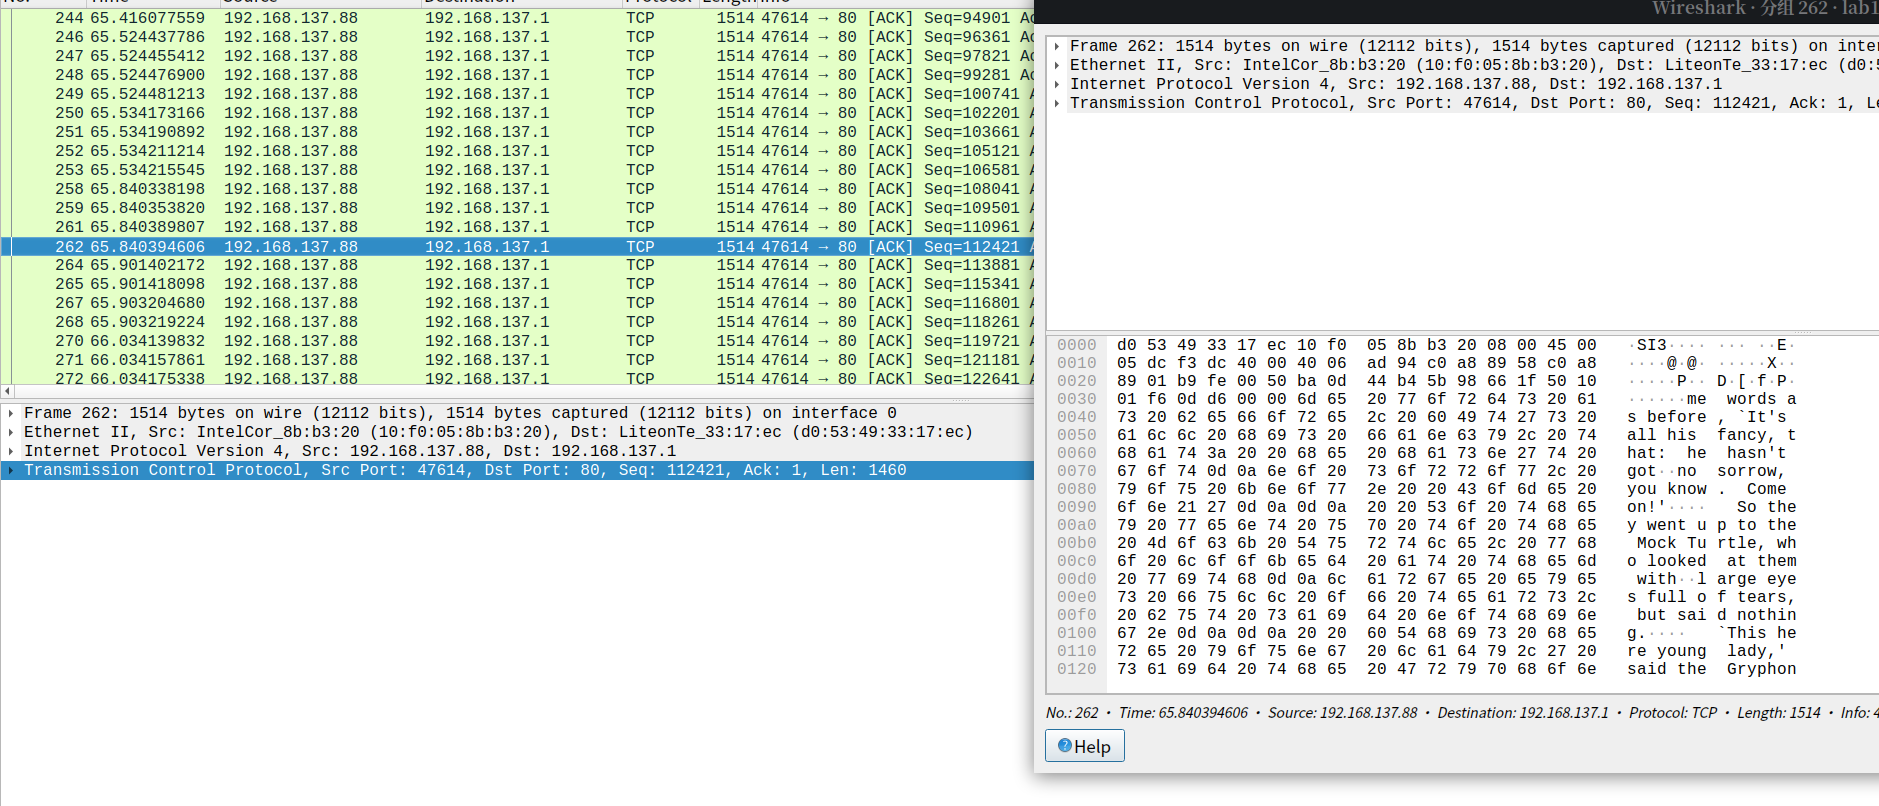 No. Time Source Destination Protocol Length Info
244 65.416077559 192.168.137.88 192.168.137.1 TCP 1514 47614 → 80 [ACK] Seq=94901 Ac
246 65.524437786 192.168.137.88 192.168.137.1 TCP 1514 47614 → 80 [ACK] Seq=96361 Ac
247 65.524455412 192.168.137.88 192.168.137.1 TCP 1514 47614 → 80 [ACK] Seq=97821 Ac
248 65.524476900 192.168.137.88 192.168.137.1 TCP 1514 47614 → 80 [ACK] Seq=99281 Ac
249 65.524481213 192.168.137.88 192.168.137.1 TCP 1514 47614 → 80 [ACK] Seq=100741 A
250 65.534173166 192.168.137.88 192.168.137.1 TCP 1514 47614 → 80 [ACK] Seq=102201 A
251 65.534190892 192.168.137.88 192.168.137.1 TCP 1514 47614 → 80 [ACK] Seq=103661 A
252 65.534211214 192.168.137.88 192.168.137.1 TCP 1514 47614 → 80 [ACK] Seq=105121 A
253 65.534215545 192.168.137.88 192.168.137.1 TCP 1514 47614 → 80 [ACK] Seq=106581 A
258 65.840338198 192.168.137.88 192.168.137.1 TCP 1514 47614 → 80 [ACK] Seq=108041 A
259 65.840353820 192.168.137.88 192.168.137.1 TCP 1514 47614 → 80 [ACK] Seq=109501 A
261 65.840389807 192.168.137.88 192.168.137.1 TCP 1514 47614 → 80 [ACK] Seq=110961 A
262 65.840394606 192.168.137.88 192.168.137.1 TCP 1514 47614 → 80 [ACK] Seq=112421 A
264 65.901402172 192.168.137.88 192.168.137.1 TCP 1514 47614 → 80 [ACK] Seq=113881 A
265 65.901418098 192.168.137.88 192.168.137.1 TCP 1514 47614 → 80 [ACK] Seq=115341 A
267 65.903204680 192.168.137.88 192.168.137.1 TCP 1514 47614 → 80 [ACK] Seq=116801 A
268 65.903219224 192.168.137.88 192.168.137.1 TCP 1514 47614 → 80 [ACK] Seq=118261 A
270 66.034139832 192.168.137.88 192.168.137.1 TCP 1514 47614 → 80 [ACK] Seq=119721 A
271 66.034157861 192.168.137.88 192.168.137.1 TCP 1514 47614 → 80 [ACK] Seq=121181 A
272 66.034175338 192.168.137.88 192.168.137.1 TCP 1514 47614 → 80 [ACK] Seq=122641 A
Frame 262: 1514 bytes on wire (12112 bits), 1514 bytes captured (12112 bits) on interface 0
Ethernet II, Src: IntelCor_8b:b3:20 (10:f0:05:8b:b3:20), Dst: LiteonTe_33:17:ec (d0:53:49:33:17:ec)
Internet Protocol Version 4, Src: 192.168.137.88, Dst: 192.168.137.1
Transmission Control Protocol, Src Port: 47614, Dst Port: 80, Seq: 112421, Ack: 1, Len: 1460
Wireshark · 分组 262 · lab1
Frame 262: 1514 bytes on wire (12112 bits), 1514 bytes captured (12112 bits) on inter
Ethernet II, Src: IntelCor_8b:b3:20 (10:f0:05:8b:b3:20), Dst: LiteonTe_33:17:ec (d0:5
Internet Protocol Version 4, Src: 192.168.137.88, Dst: 192.168.137.1
Transmission Control Protocol, Src Port: 47614, Dst Port: 80, Seq: 112421, Ack: 1, Le
0000 d0 53 49 33 17 ec 10 f0 05 8b b3 20 08 00 45 00 ·SI3···· ··· ··E·
0010 05 dc f3 dc 40 00 40 06 ad 94 c0 a8 89 58 c0 a8 ····@·@· ·····X··
0020 89 01 b9 fe 00 50 ba 0d 44 b4 5b 98 66 1f 50 10 ·····P·· D·[·f·P·
0030 01 f6 0d d6 00 00 6d 65 20 77 6f 72 64 73 20 61 ······me words a
0040 73 20 62 65 66 6f 72 65 2c 20 20 60 49 74 27 73 20 s before , `It's
0050 61 6c 6c 20 68 69 73 20 66 61 6e 63 79 2c 20 74 all his fancy, t
0060 68 61 74 3a 20 20 68 65 20 68 61 73 6e 27 74 20 hat: he hasn't
0070 67 6f 74 0d 0a 6e 6f 20 73 6f 72 72 6f 77 2c 20 got··no sorrow,
0080 79 6f 75 20 6b 6e 6f 77 2e 20 20 43 6f 6d 65 20 you know . Come
0090 6f 6e 21 27 0d 0a 0d 0a 20 20 53 6f 20 74 68 65 on!'···· So the
00a0 79 20 77 65 6e 74 20 75 70 20 74 6f 20 74 68 65 y went u p to the
00b0 20 4d 6f 63 6b 20 54 75 72 74 6c 65 2c 20 77 68 Mock Tu rtle, wh
00c0 6f 20 6c 6f 6f 6b 65 64 20 61 74 20 74 68 65 6d o looked at them
00d0 20 77 69 74 68 0d 0a 6c 61 72 67 65 20 65 79 65 with··l arge eye
00e0 73 20 66 75 6c 6c 20 6f 66 20 74 65 61 72 73 2c s full o f tears,
00f0 20 62 75 74 20 73 61 69 64 20 6e 6f 74 68 69 6e but sai d nothin
0100 67 2e 0d 0a 0d 0a 20 20 60 54 68 69 73 20 68 65 g.···· `This he
0110 72 65 20 79 6f 75 6e 67 20 6c 61 64 79 2c 27 20 re young lady,'
0120 73 61 69 64 20 74 68 65 20 47 72 79 70 68 6f 6e said the Gryphon
No.: 262 · Time: 65.840394606 · Source: 192.168.137.88 · Destination: 192.168.137.1 · Protocol: TCP · Length: 1514 · Info: 4
Help